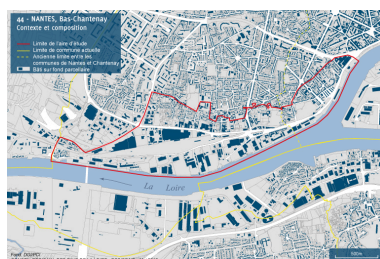 44 - NANTES, Bas-Chantenay
Contexte et composition
Limite de l'aire d'étude
Limite de commune actuelle
Ancienne limite entre les
communes de Nantes et Chantenay
Bâti sur fond parcellaire
La Loire
500m